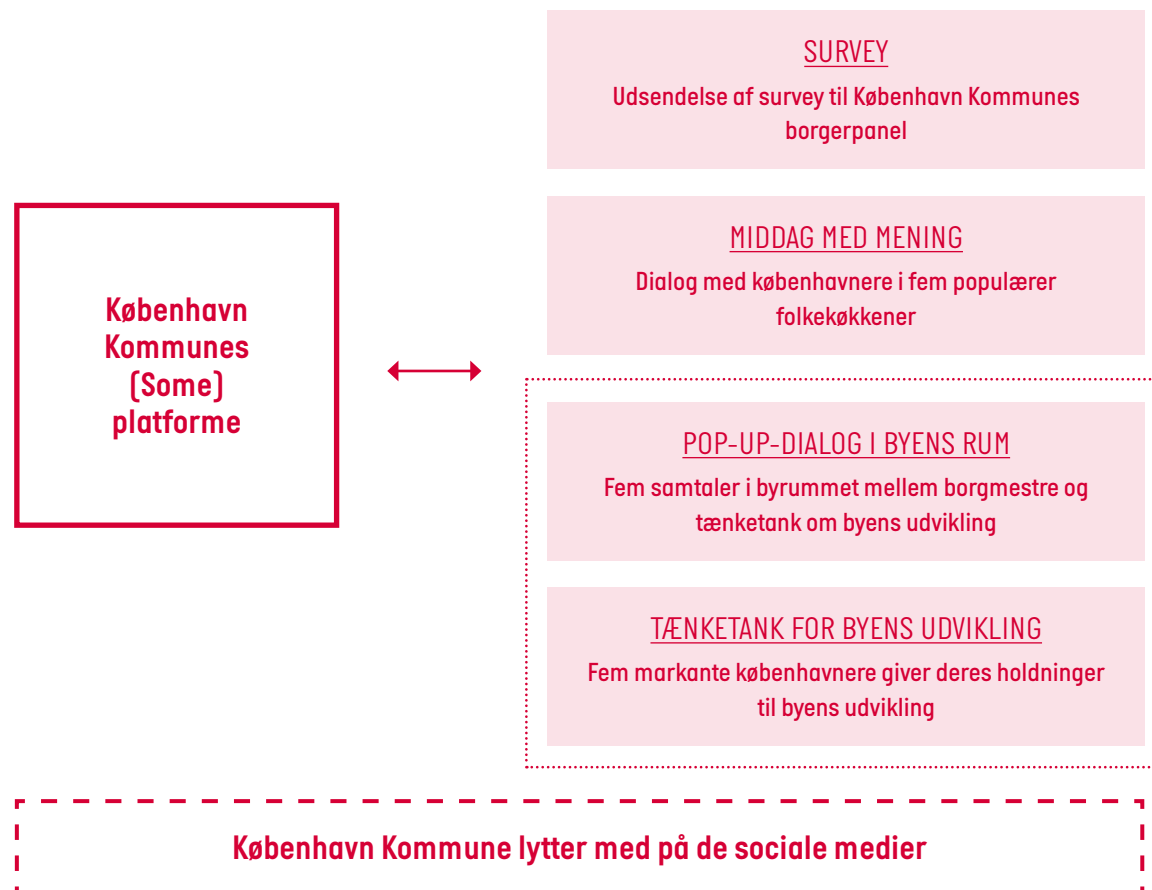 København
Kommunes
(Some)
platforme
SURVEY
Udsendelse af survey til København Kommunes
borgerpanel
MIDDAG MED MENING
Dialog med københavnere i fem populærer
folkekøkkener
POP-UP-DIALOG I BYENS RUM
Fem samtaler i byrummet mellem borgmestre og
tænketank om byens udvikling
TÆNKETANK FOR BYENS UDVIKLING
Fem markante københavnere giver deres holdninger
til byens udvikling
København Kommune lytter med på de sociale medier